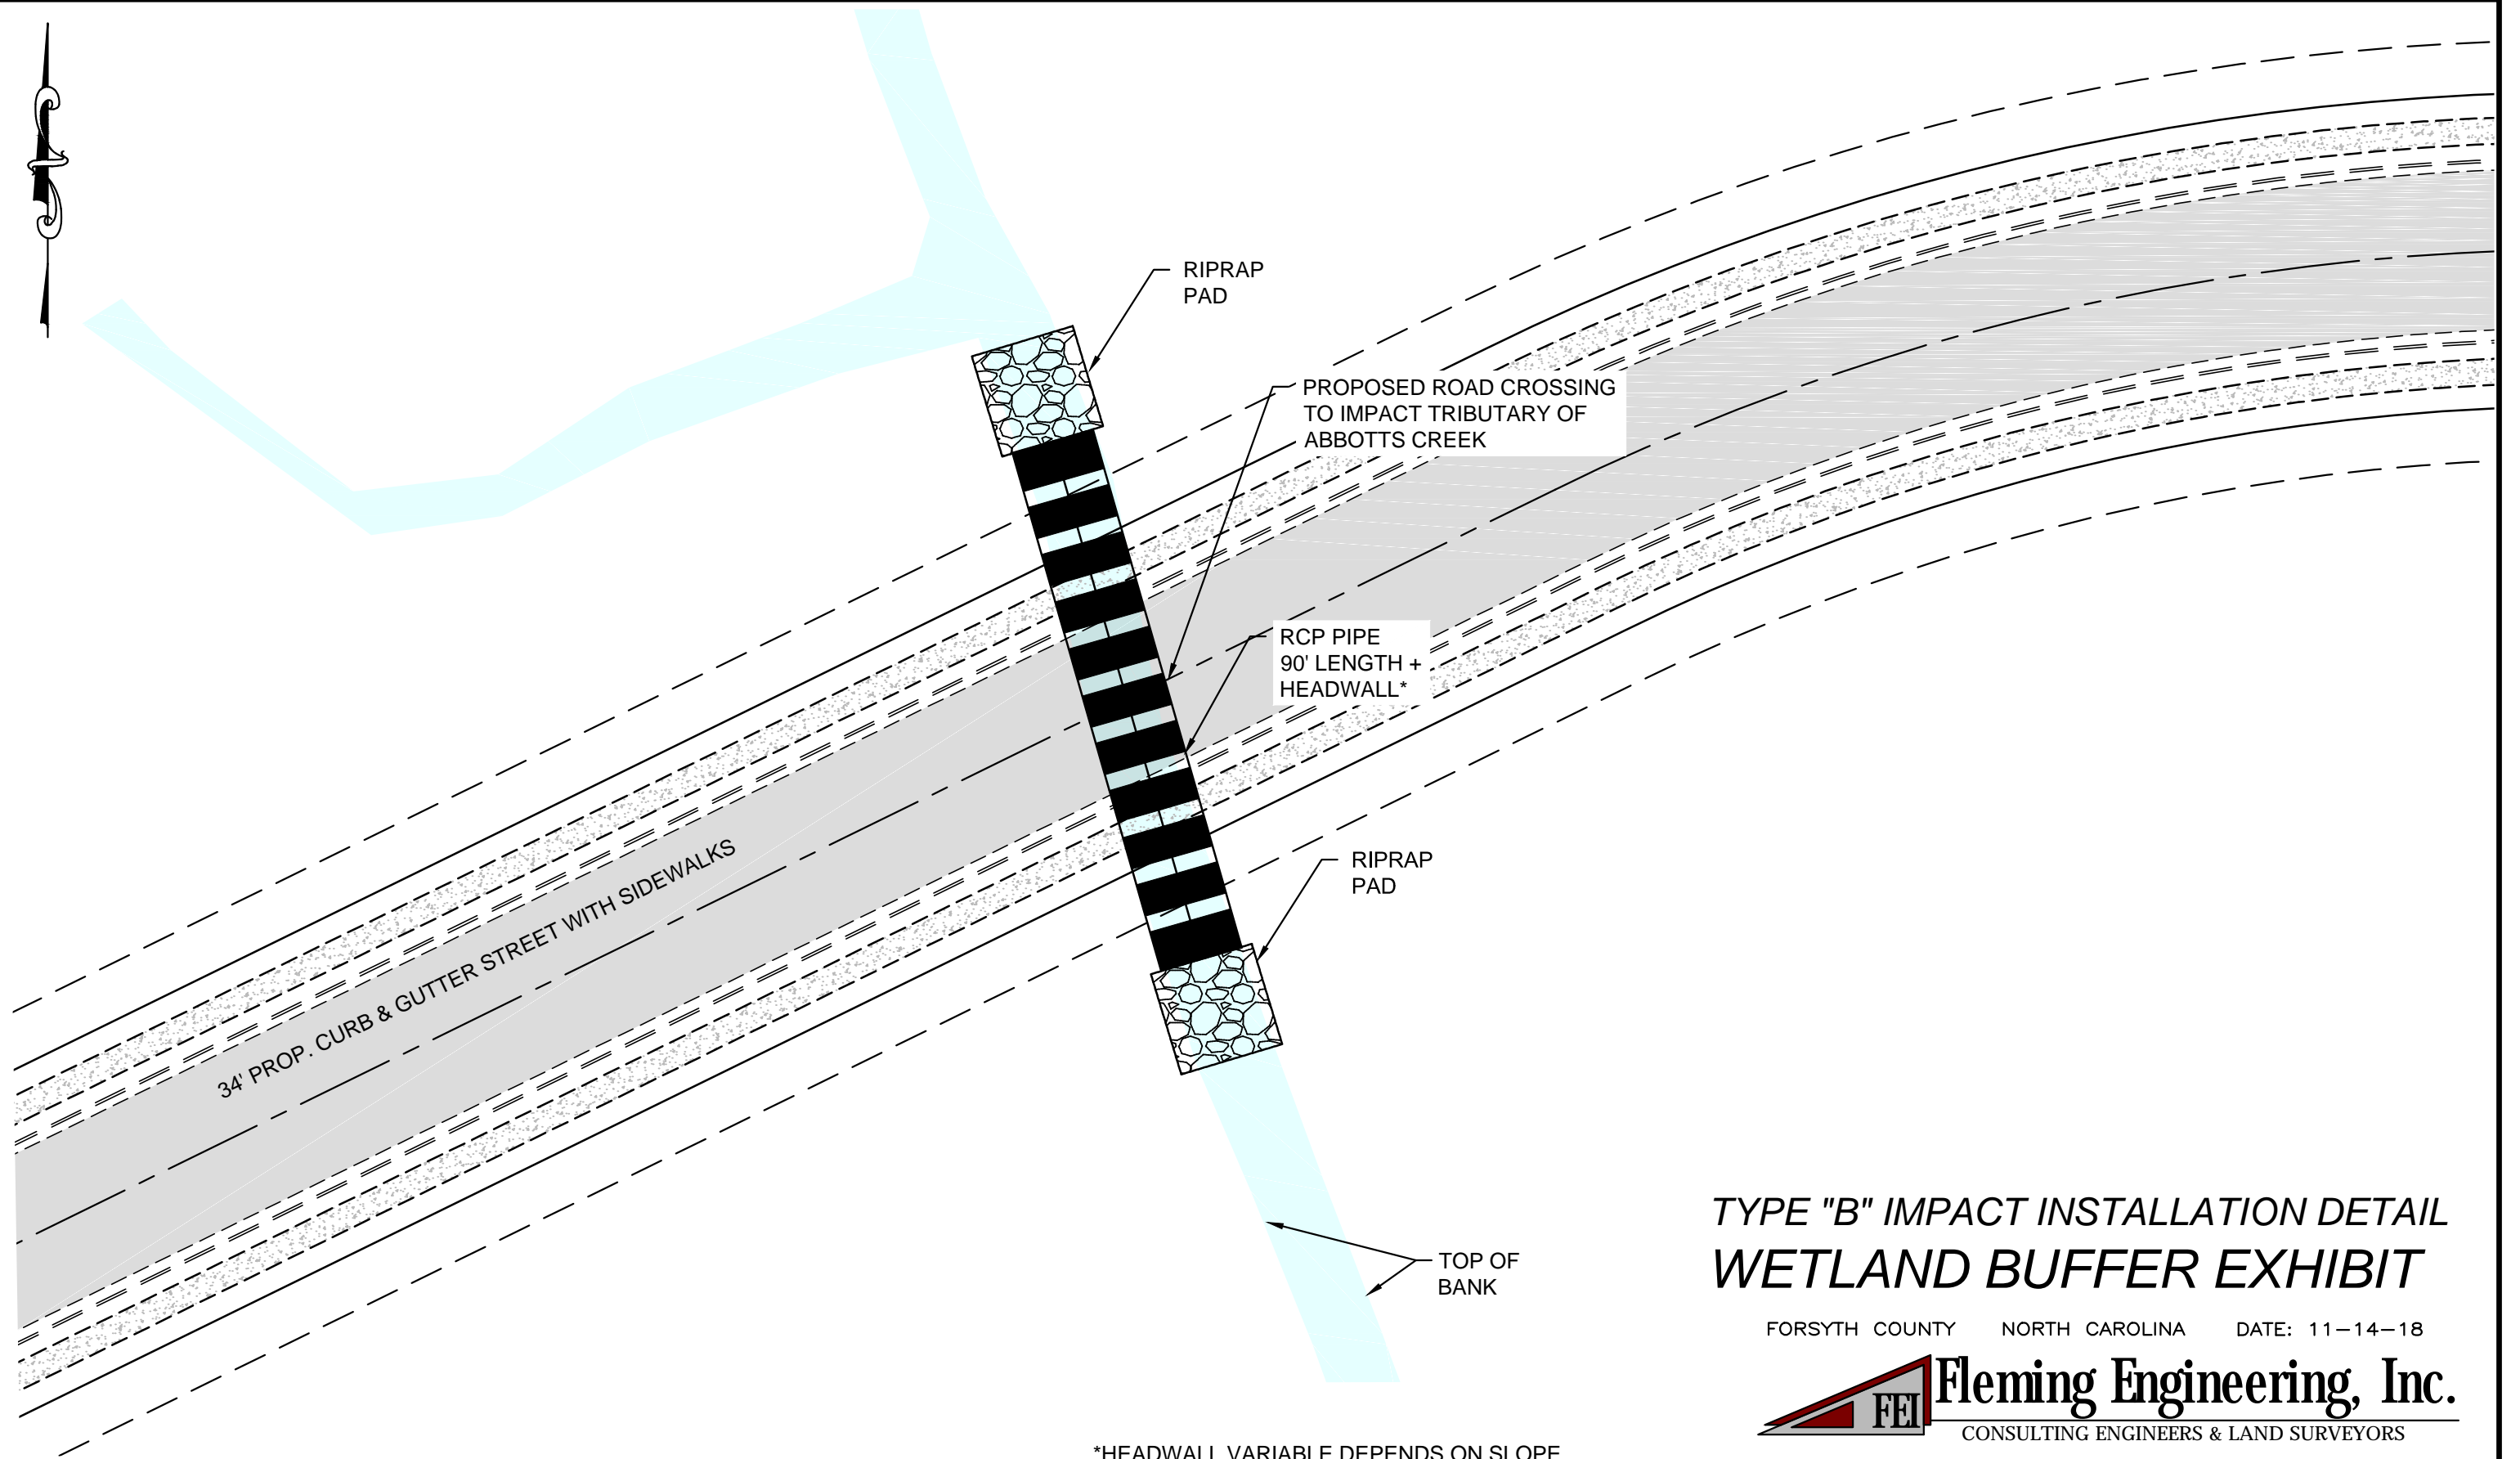 RIPRAP
PAD
PROPOSED ROAD CROSSING
TO IMPACT TRIBUTARY OF
ABBOTTS CREEK
RCP PIPE
90' LENGTH +
HEADWALL*
34' PROP. CURB & GUTTER STREET WITH SIDEWALKS
RIPRAP
PAD
TOP OF
BANK
TYPE "B" IMPACT INSTALLATION DETAIL
WETLAND BUFFER EXHIBIT
FORSYTH COUNTY NORTH CAROLINA DATE: 11-14-18
FEI
Fleming Engineering, Inc.
CONSULTING ENGINEERS & LAND SURVEYORS
*HEADWALL VARIABLE DEPENDS ON SLOPE